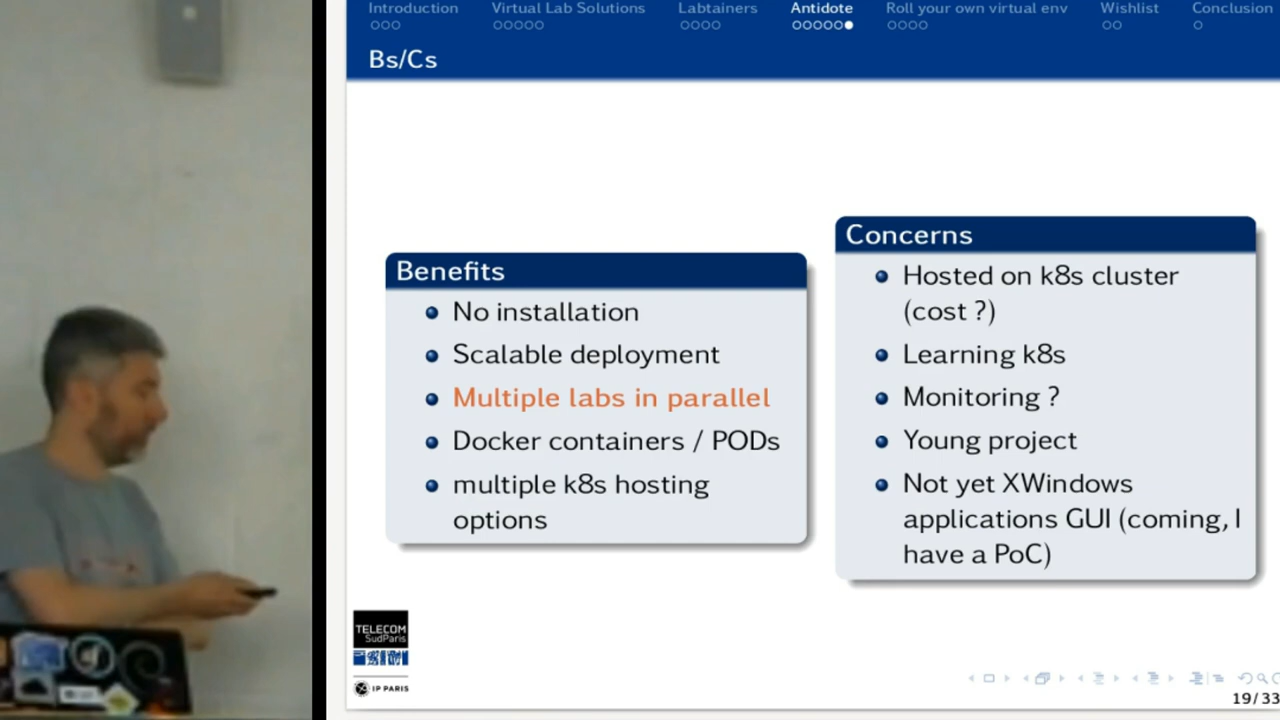 Introduction Virtual Lab Solutions Labtainers Antidote Roll your own virtual env Wishlist Conclusion
Bs/Cs
Benefits
No installation
Scalable deployment
Multiple labs in parallel
Docker containers / PODs
multiple k8s hosting
options
Concerns
Hosted on k8s cluster
(cost ?)
Learning k8s
Monitoring ?
Young project
Not yet XWindows
applications GUI (coming, I
have a PoC)
TELECOM
SudParis
IP PARIS
19/33